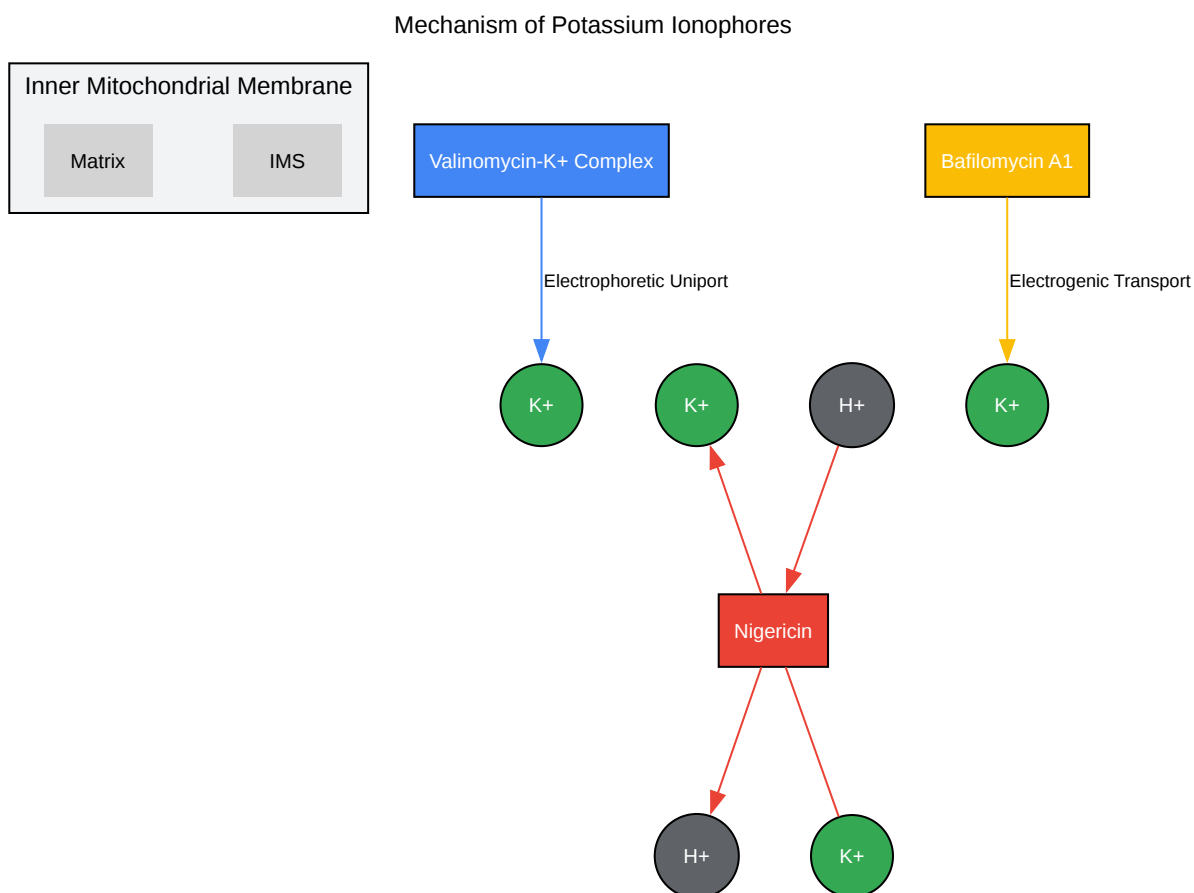 Mechanism of Potassium Ionophores
Inner Mitochondrial Membrane
Matrix
IMS
Valinomycin-K+ Complex
Bafilomycin A1
Electrophoretic Uniport
Electrogenic Transport
K+
K+
H+
K+
Nigericin
H+
K+